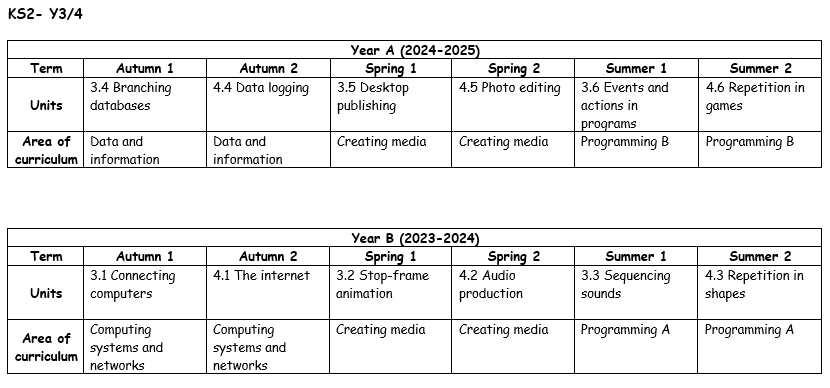 KS2- Y3/4
Year A (2024-2025)
Term Autumn 1 Autumn 2 Spring 1 Spring 2 Summer 1 Summer 2
Units 3.4 Branching databases 4.4 Data logging 3.5 Desktop publishing 4.5 Photo editing 3.6 Events and actions in programs 4.6 Repetition in games
Area of curriculum Data and information Data and information Creating media Creating media Programming B Programming B
Year B (2023-2024)
Term Autumn 1 Autumn 2 Spring 1 Spring 2 Summer 1 Summer 2
Units 3.1 Connecting computers 4.1 The internet 3.2 Stop-frame animation 4.2 Audio production 3.3 Sequencing sounds 4.3 Repetition in shapes
Area of curriculum Computing systems and networks Computing systems and networks Creating media Creating media Programming A Programming A